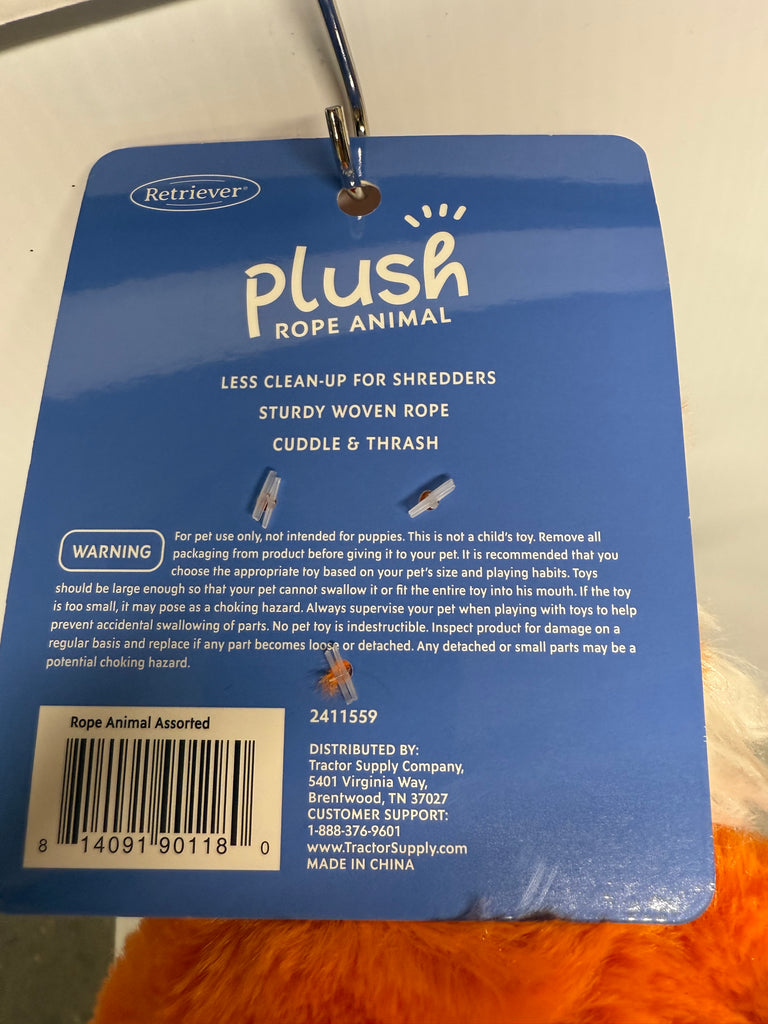 Retriever®
plush
ROPE ANIMAL
LESS CLEAN-UP FOR SHREDDERS
STURDY WOVEN ROPE
CUDDLE & THRASH
WARNING
For pet use only, not intended for puppies. This is not a child's toy. Remove all
packaging from product before giving it to your pet. It is recommended that you
choose the appropriate toy based on your pet's size and playing habits. Toys
should be large enough so that your pet cannot swallow it or fit the entire toy into his mouth. If the toy
is too small, it may pose as a choking hazard. Always supervise your pet when playing with toys to help
prevent accidental swallowing of parts. No pet toy is indestructible. Inspect product for damage on a
regular basis and replace if any part becomes loose or detached. Any detached or small parts may be a
potential choking hazard.
Rope Animal Assorted
8 14091 90118 0
2411559
DISTRIBUTED BY:
Tractor Supply Company,
5401 Virginia Way,
Brentwood, TN 37027
CUSTOMER SUPPORT:
1-888-376-9601
www.TractorSupply.com
MADE IN CHINA